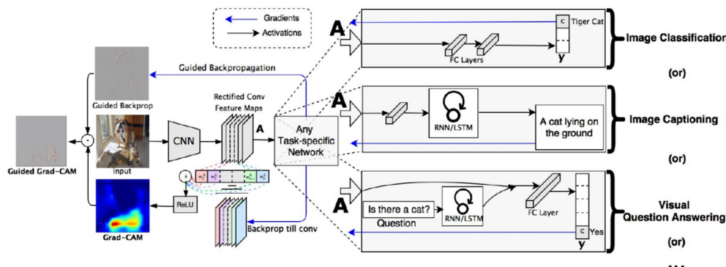 Gradients
Activations
Guided Backpropagation
Guided Backprop
Guided Grad-CAM
Input
Grad-CAM
CNN
Rectified Conv
Feature Maps
A
ReLU
Backprop till conv
Any
Task-specific
Network
A
FC Layers
c
Tiger Cat
y
Image Classification
(or)
A
RNN/LSTM
A cat lying on
the ground
Image Captioning
(or)
A
Is there a cat?
Question
RNN/LSTM
FC Layer
c
Yes
y
Visual
Question Answering
(or)